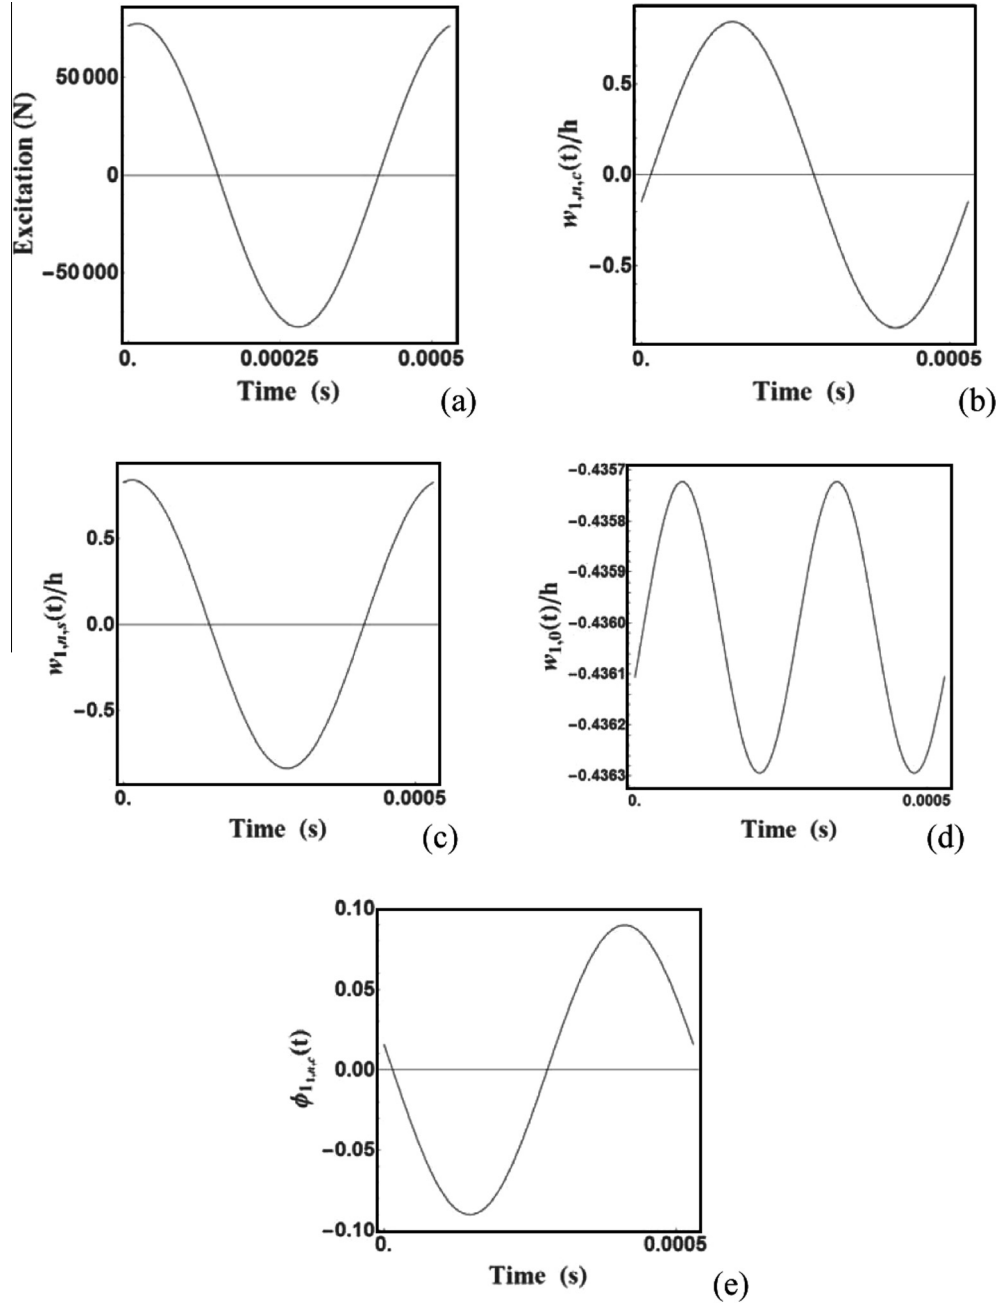 Excitation (N)
50 000
0
−50 000
0.
0.00025
0.0005
Time (s)
(a)
w1,n,c(t)/h
0.5
0.0
−0.5
0.
0.0005
Time (s)
(b)
w1,n,s(t)/h
0.5
0.0
−0.5
0.
0.0005
Time (s)
(c)
w1,0(t)/h
−0.4357
−0.4358
−0.4359
−0.4360
−0.4361
−0.4362
−0.4363
0.
0.0005
Time (s)
(d)
ϕ11,n,c(t)
0.10
0.05
0.00
−0.05
−0.10
0.
0.0005
Time (s)
(e)